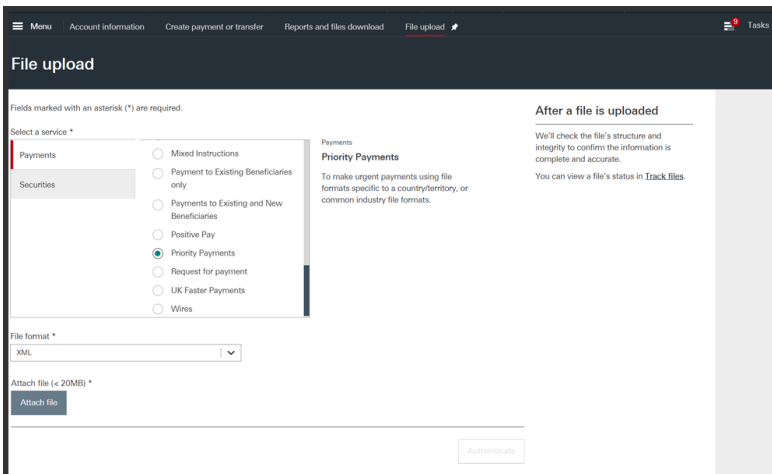 Menu
Account information
Create payment or transfer
Reports and files download
File upload
9
Tasks
File upload
Fields marked with an asterisk (*) are required.
Select a service *
Payments
Securities
Mixed Instructions
Payment to Existing Beneficiaries
only
Payments to Existing and New
Beneficiaries
Positive Pay
Priority Payments
Request for payment
UK Faster Payments
Wires
Payments
Priority Payments
To make urgent payments using file
formats specific to a country/territory, or
common industry file formats.
File format *
XML
Attach file (< 20MB) *
Attach file
Authenticate
After a file is uploaded
We'll check the file's structure and
integrity to confirm the information is
complete and accurate.
You can view a file's status in Track files.